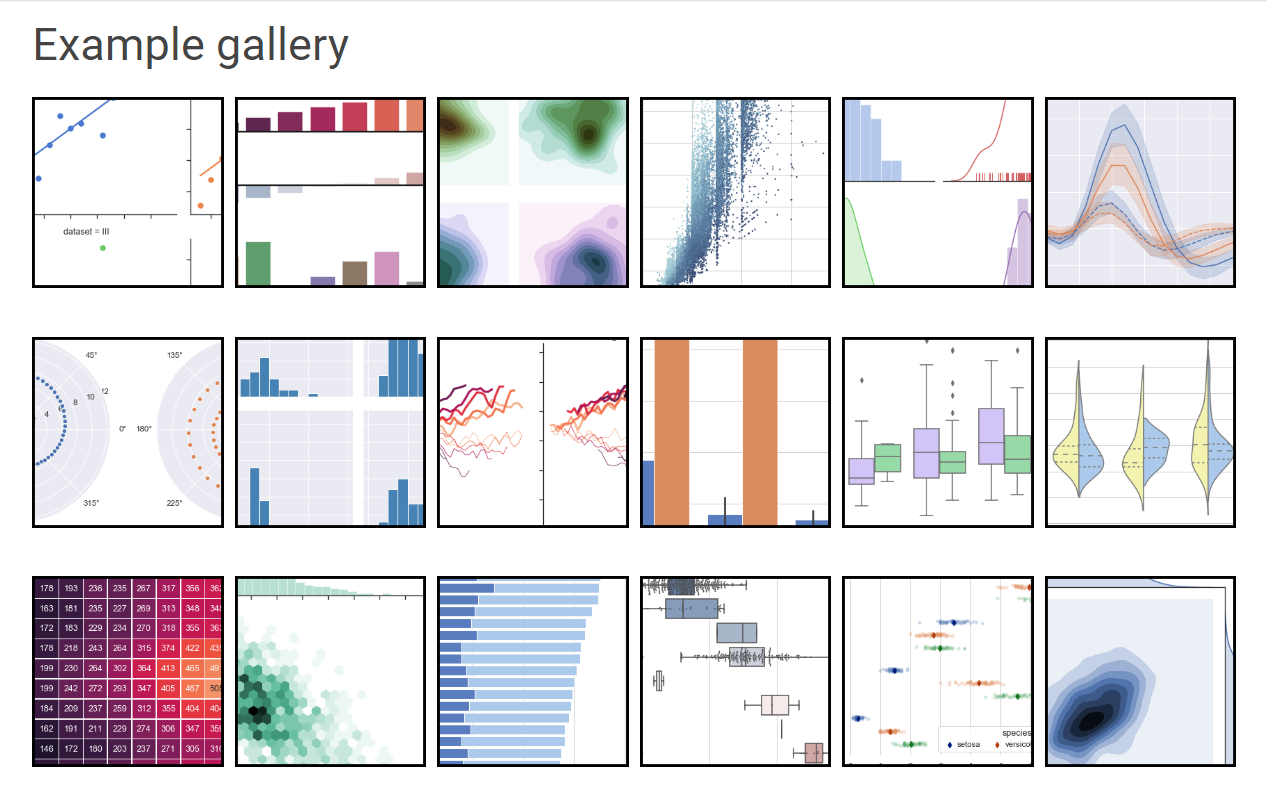 Example gallery
dataset = III
45°
135°
12
10
8
6
4
0°
180°
315°
225°
178 193 236 235 267 317 356
163 181 235 227 269 313 348
172 183 229 234 270 318 355
178 218 243 264 315 374 422
199 230 264 302 364 413 465
199 242 272 293 347 405 467
184 209 237 259 312 355 404
162 191 211 229 274 306 347
146 172 180 203 237 271 305
species
setosa versicol